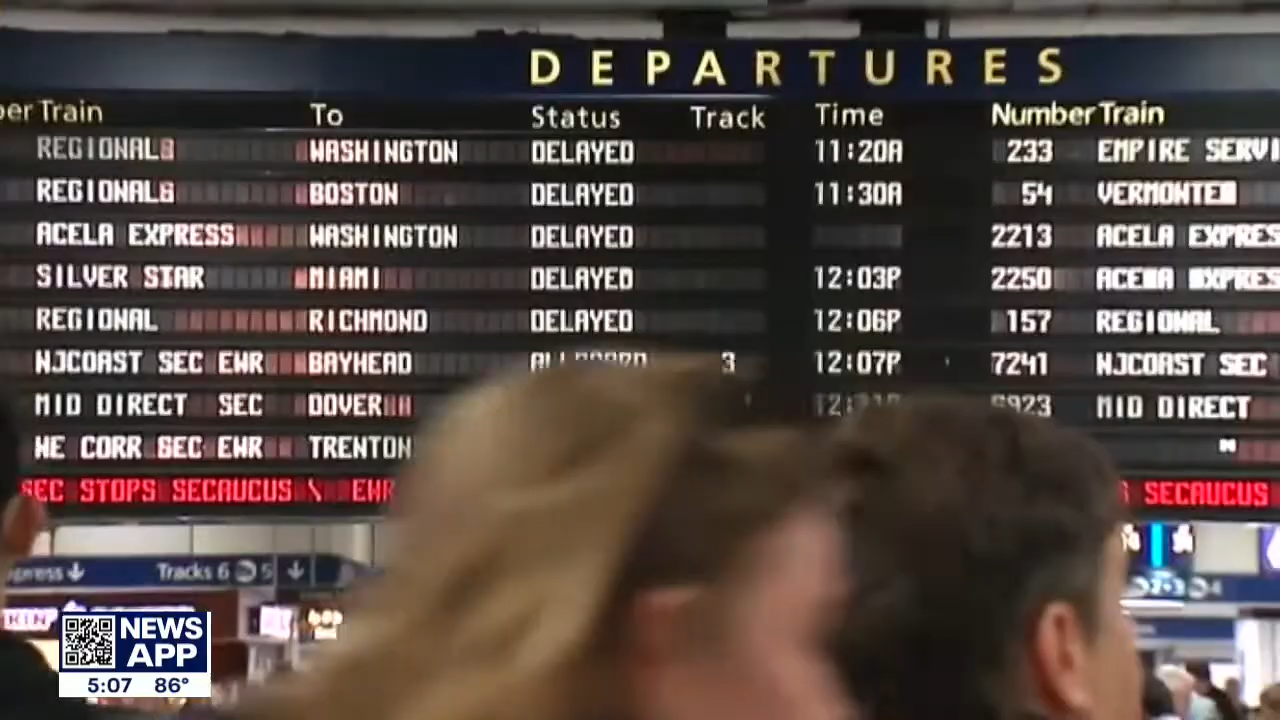 DEPARTURES
Train To Status Track Time Number Train
REGIONAL WASHINGTON DELAYED 11:20A 233 EMPIRE SERVI
REGIONAL BOSTON DELAYED 11:30A 54 VERMONTE
ACELA EXPRESS WASHINGTON DELAYED 2213 ACELA EXPRES
SILVER STAR MIAMI DELAYED 12:03P 2250
REGIONAL RICHMOND DELAYED 12:06P 157 REGIONAL
NJCOAST SEC EWR BAYHEAD 3 12:07P 7241 NJCOAST SEC
MID DIRECT SEC DOVER MID DIRECT
NE CORR SEC EWR TRENTON
SEC STOPS SECAUCUS \ EWR SECAUCUS
Tracks 6 5
NEWS
APP
5:07 86°